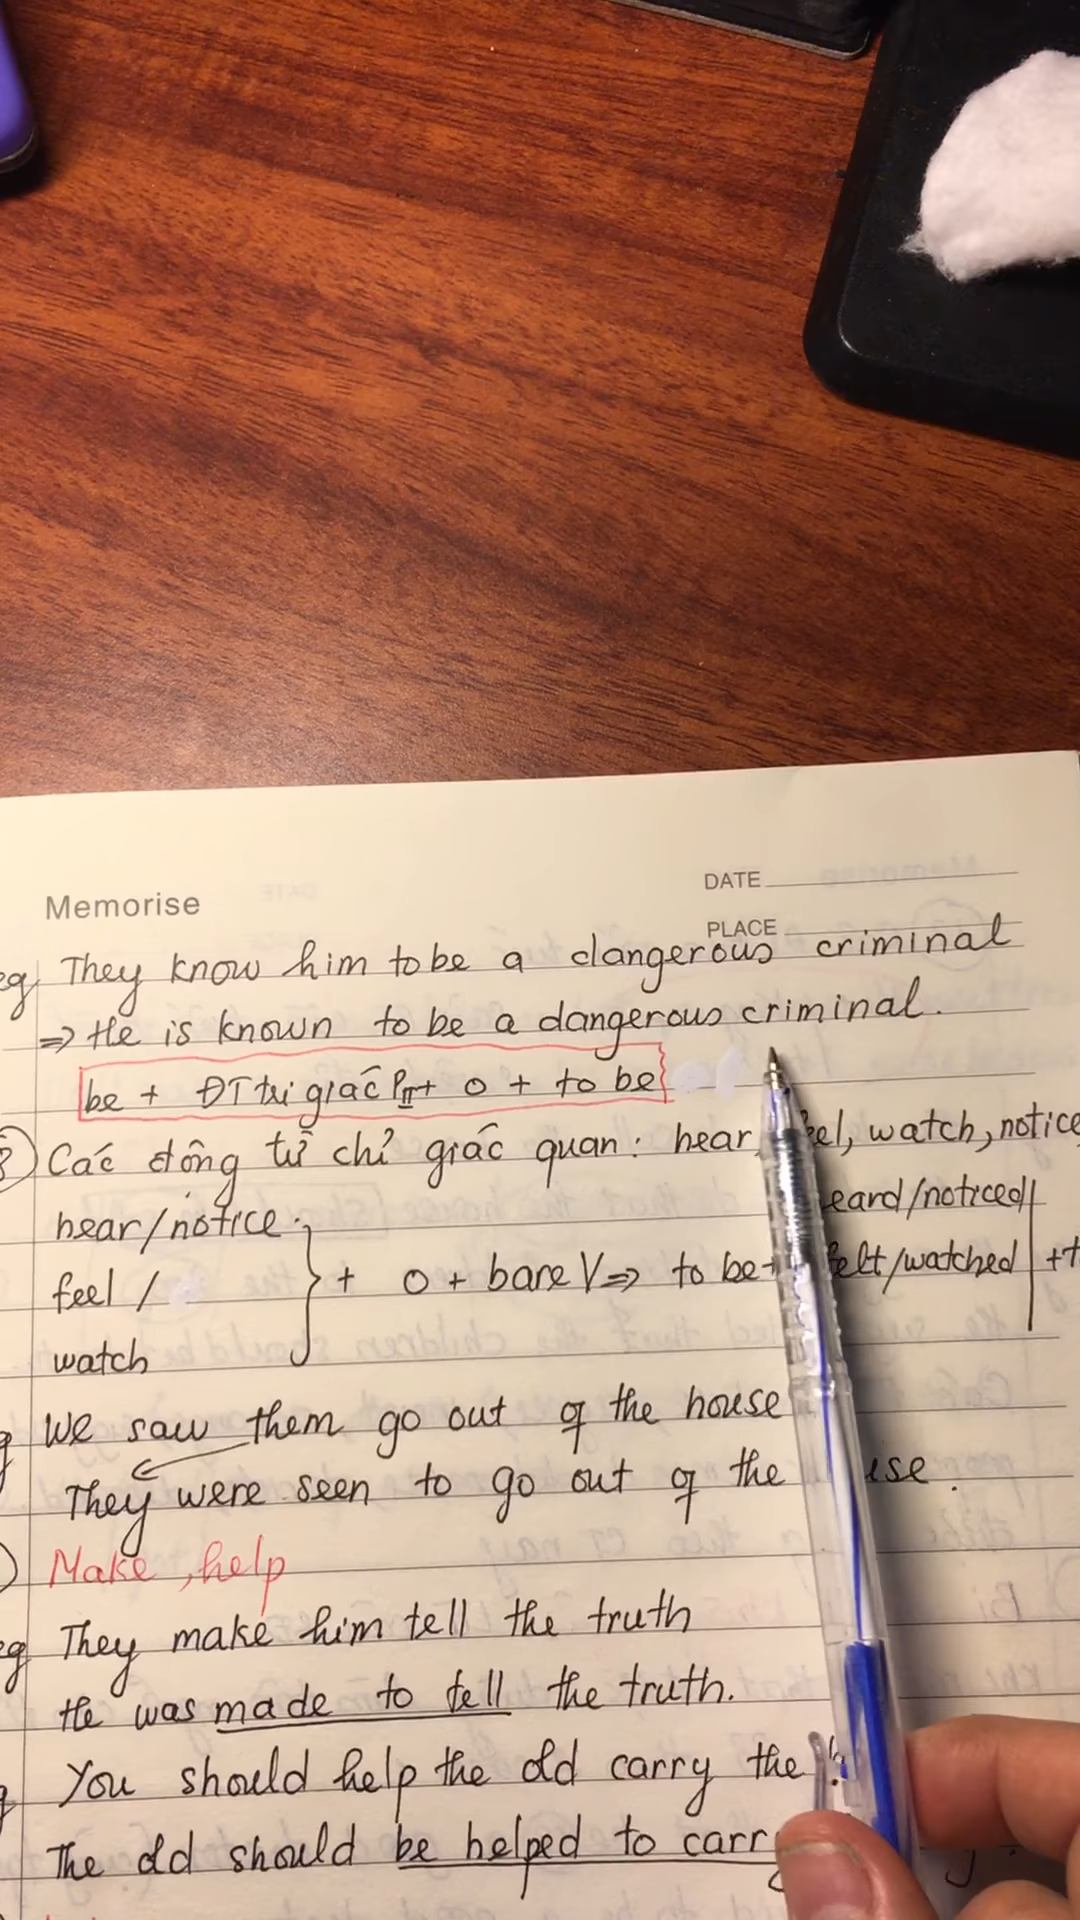 Memorise
DATE
PLACE
eg They know him to be a dangerous criminal
⇒ He is known to be a dangerous criminal.
be + ĐT tri giác PII + O + to be
Các động từ chỉ giác quan: hear, watch, notice
hear/notice
feel / } + O + bare V ⇒ to be + felt/watched
watch
We saw them go out of the house
They were seen to go out of the
Make, help
eg They make him tell the truth
He was made to tell the truth.
You should help the old carry the
The old should be helped to carry